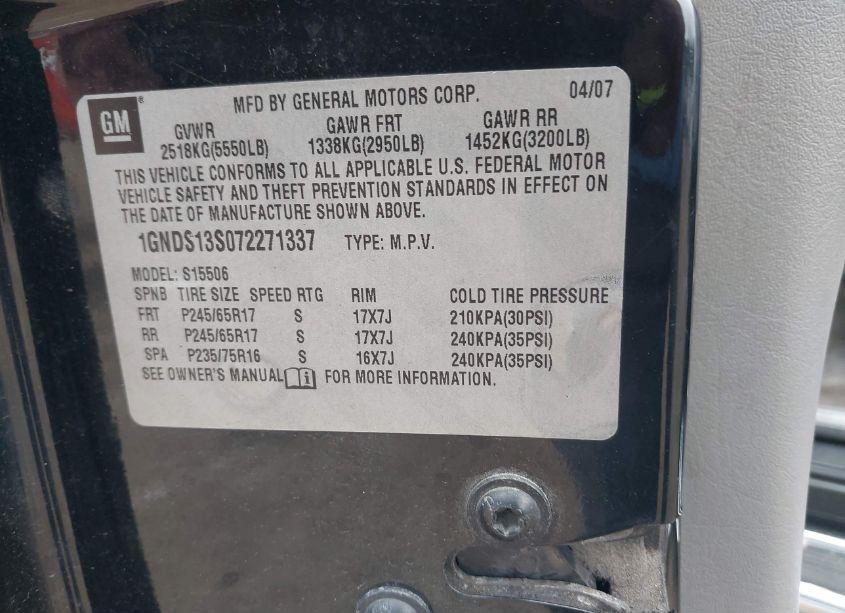 GM ® MFD BY GENERAL MOTORS CORP. 04/07
GVWR GAWR FRT GAWR RR
2518KG(5550LB) 1338KG(2950LB) 1452KG(3200LB)
THIS VEHICLE CONFORMS TO ALL APPLICABLE U.S. FEDERAL MOTOR
VEHICLE SAFETY AND THEFT PREVENTION STANDARDS IN EFFECT ON
THE DATE OF MANUFACTURE SHOWN ABOVE.
1GNDS13S072271337 TYPE: M.P.V.
MODEL: S15506
SPNB TIRE SIZE SPEED RTG RIM COLD TIRE PRESSURE
FRT P245/65R17 S 17X7J 210KPA(30PSI)
RR P245/65R17 S 17X7J 240KPA(35PSI)
SPA P235/75R16 S 16X7J 240KPA(35PSI)
SEE OWNER'S MANUAL i FOR MORE INFORMATION.